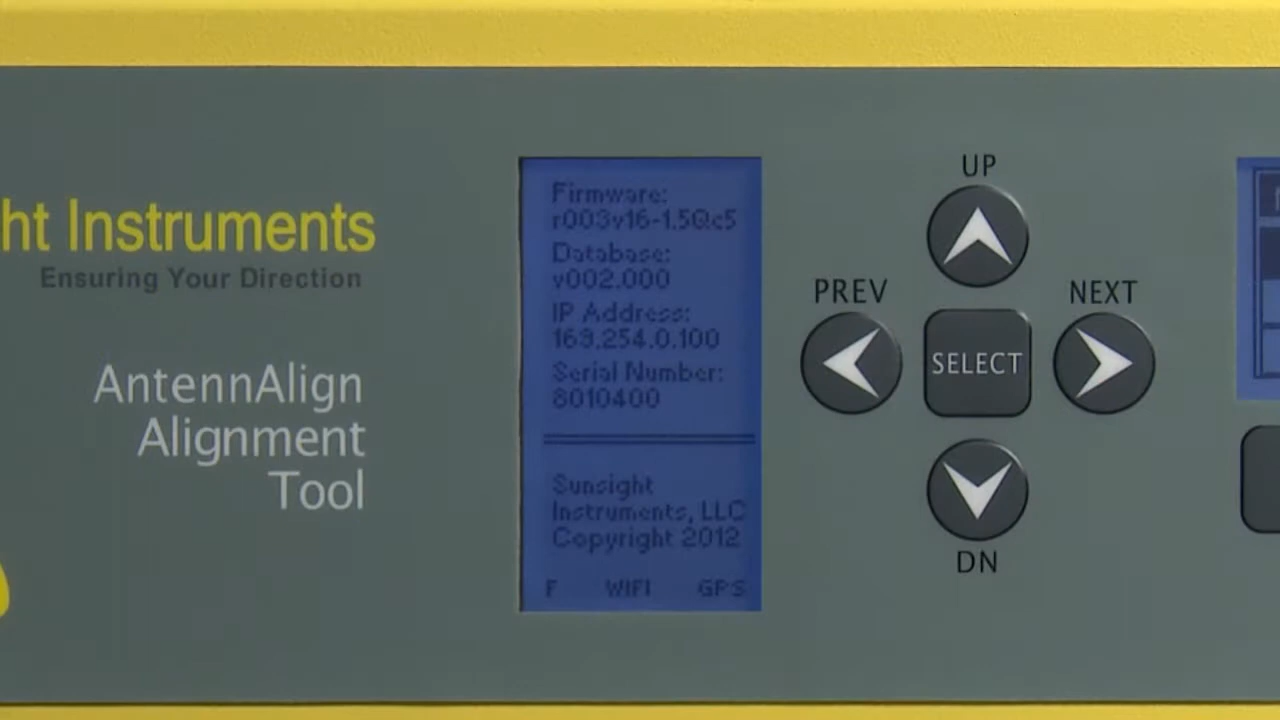 ht Instruments
Ensuring Your Direction
AntennAlign
Alignment
Tool
Firmware:
r003v16-1.5Qc5
Database:
v002.000
IP Address:
169.254.0.100
Serial Number:
8010400
Sunsight
Instruments, LLC
Copyright 2012
F WIFI GPS
UP
PREV
SELECT
NEXT
DN